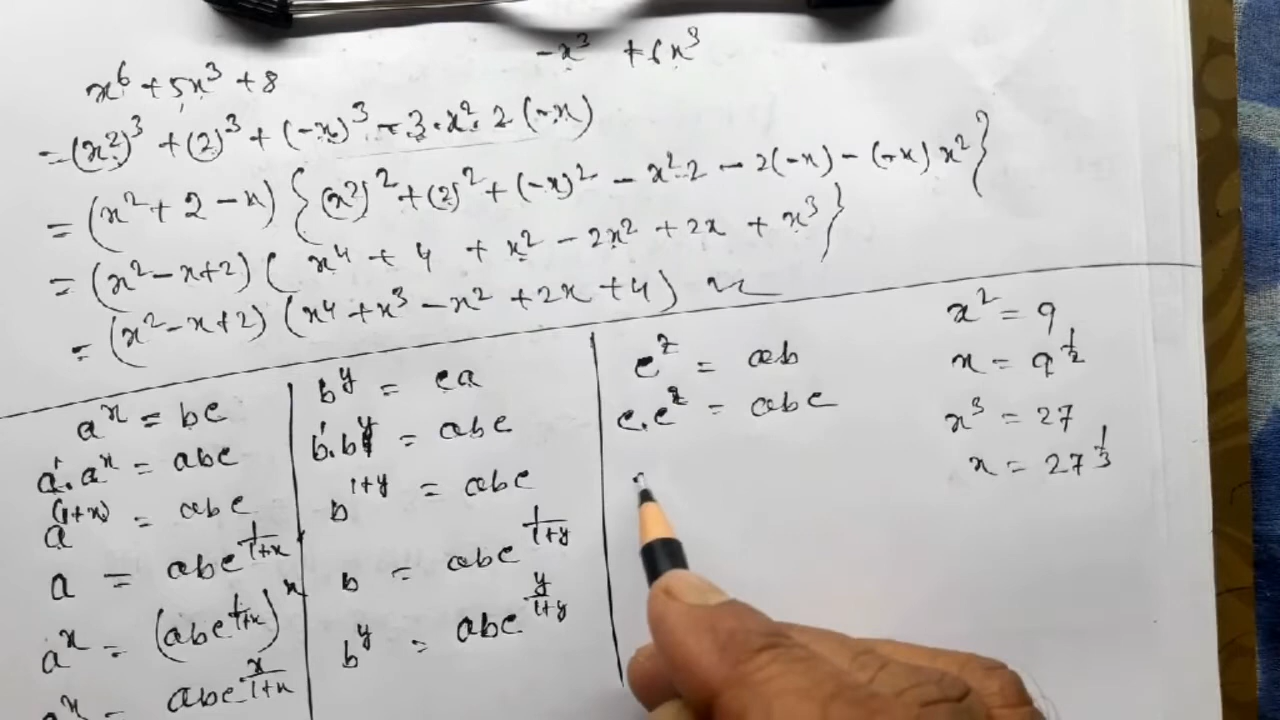 -x³ + 6x³
x⁶ + 5x³ + 8
= (x²)³ + (2)³ + (-x)³ - 3·x²·2(-x)
= (x² + 2 - x) {(x²)² + (2)² + (-x)² - x²·2 - 2(-x) - (-x)x²}
= (x² - x + 2) ( x⁴ + 4 + x² - 2x² + 2x + x³}
= (x² - x + 2) (x⁴ + x³ - x² + 2x + 4)
aˣ = bc
a¹·aˣ = abc
a⁽¹⁺ˣ⁾ = abc
a = abc^{1/(1+x)}
aˣ = (abc^{1/(1+x)})ˣ
aˣ = abc^{x/(1+x)}
bʸ = ca
b¹·bʸ = abc
b¹⁺ʸ = abc
b = abc^{1/(1+y)}
bʸ = abc^{y/(1+y)}
cᶻ = ab
c·cᶻ = abc
x² = 9
x = 9^{1/2}
x³ = 27
x = 27^{1/3}